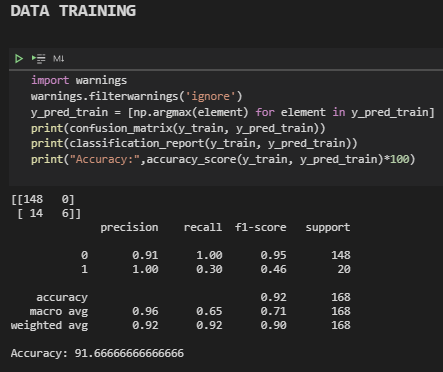 DATA TRAINING
M↓
import warnings
warnings.filterwarnings('ignore')
y_pred_train = [np.argmax(element) for element in y_pred_train]
print(confusion_matrix(y_train, y_pred_train))
print(classification_report(y_train, y_pred_train))
print("Accuracy:",accuracy_score(y_train, y_pred_train)*100)
[[148   0]
 [ 14   6]]
              precision    recall  f1-score   support
           0       0.91      1.00      0.95       148
           1       1.00      0.30      0.46        20
    accuracy                           0.92       168
   macro avg       0.96      0.65      0.71       168
weighted avg       0.92      0.92      0.90       168
Accuracy: 91.66666666666666